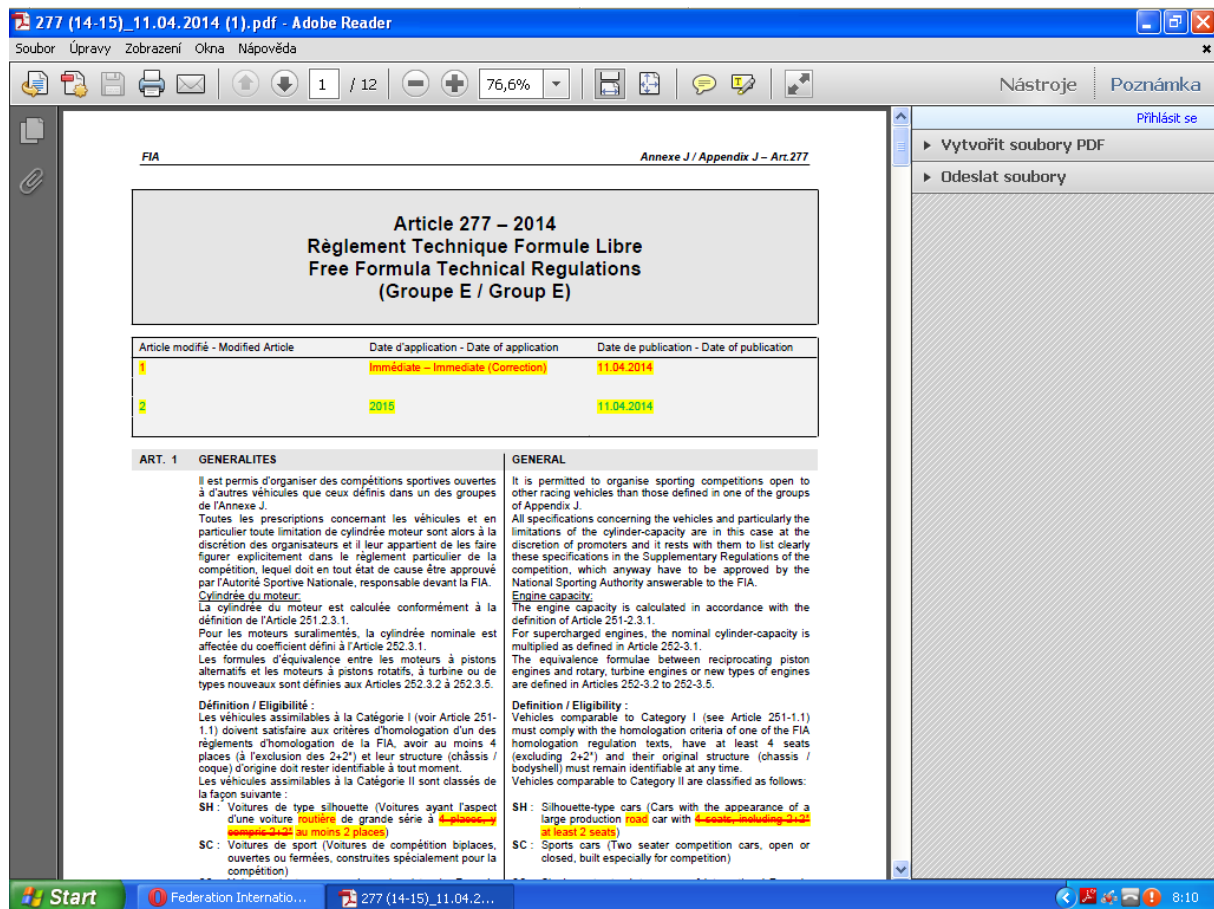 277 (14-15)_11.04.2014 (1).pdf - Adobe Reader
Soubor Úpravy Zobrazení Okna Nápověda
1 / 12 76,6% Nástroje Poznámka
Přihlásit se
Vytvořit soubory PDF
Odeslat soubory
FIA Annexe J / Appendix J – Art.277
Article 277 – 2014
Règlement Technique Formule Libre
Free Formula Technical Regulations
(Groupe E / Group E)
Article modifié - Modified Article Date d'application - Date of application Date de publication - Date of publication
1 Immédiate – Immediate (Correction) 11.04.2014
2 2015 11.04.2014
ART. 1 GENERALITES
Il est permis d'organiser des compétitions sportives ouvertes
à d'autres véhicules que ceux définis dans un des groupes
de l'Annexe J.
Toutes les prescriptions concernant les véhicules et en
particulier toute limitation de cylindrée moteur sont alors à la
discrétion des organisateurs et il leur appartient de les faire
figurer explicitement dans le règlement particulier de la
compétition, lequel doit en tout état de cause être approuvé
par l'Autorité Sportive Nationale, responsable devant la FIA.
Cylindrée du moteur:
La cylindrée du moteur est calculée conformément à la
définition de l'Article 251.2.3.1.
Pour les moteurs suralimentés, la cylindrée nominale est
affectée du coefficient défini à l'Article 252.3.1.
Les formules d'équivalence entre les moteurs à pistons
alternatifs et les moteurs à pistons rotatifs, à turbine ou de
types nouveaux sont définies aux Articles 252.3.2 à 252.3.5.
Définition / Eligibilité :
Les véhicules assimilables à la Catégorie I (voir Article 251-
1.1) doivent satisfaire aux critères d'homologation d'un des
règlements d'homologation de la FIA, avoir au moins 4
places (à l'exclusion des 2+2*) et leur structure (châssis /
coque) d'origine doit rester identifiable à tout moment.
Les véhicules assimilables à la Catégorie II sont classés de
la façon suivante :
SH : Voitures de type silhouette (Voitures ayant l'aspect
d'une voiture routière de grande série à 4 places, y
compris 2+2* au moins 2 places)
SC : Voitures de sport (Voitures de compétition biplaces,
ouvertes ou fermées, construites spécialement pour la
compétition)
GENERAL
It is permitted to organise sporting competitions open to
other racing vehicles than those defined in one of the groups
of Appendix J.
All specifications concerning the vehicles and particularly the
limitations of the cylinder-capacity are in this case at the
discretion of promoters and it rests with them to list clearly
these specifications in the Supplementary Regulations of the
competition, which anyway have to be approved by the
National Sporting Authority answerable to the FIA.
Engine capacity:
The engine capacity is calculated in accordance with the
definition of Article 251-2.3.1.
For supercharged engines, the nominal cylinder-capacity is
multiplied as defined in Article 252-3.1.
The equivalence formulae between reciprocating piston
engines and rotary, turbine engines or new types of engines
are defined in Articles 252-3.2 to 252-3.5.
Definition / Eligibility :
Vehicles comparable to Category I (see Article 251-1.1)
must comply with the homologation criteria of one of the FIA
homologation regulation texts, have at least 4 seats
(excluding 2+2*) and their original structure (chassis /
bodyshell) must remain identifiable at any time.
Vehicles comparable to Category II are classified as follows:
SH : Silhouette-type cars (Cars with the appearance of a
large production road car with 4 seats, including 2+2*
at least 2 seats)
SC : Sports cars (Two seater competition cars, open or
closed, built especially for competition)
Start Federation Internatio... 277 (14-15)_11.04.2... 8:10